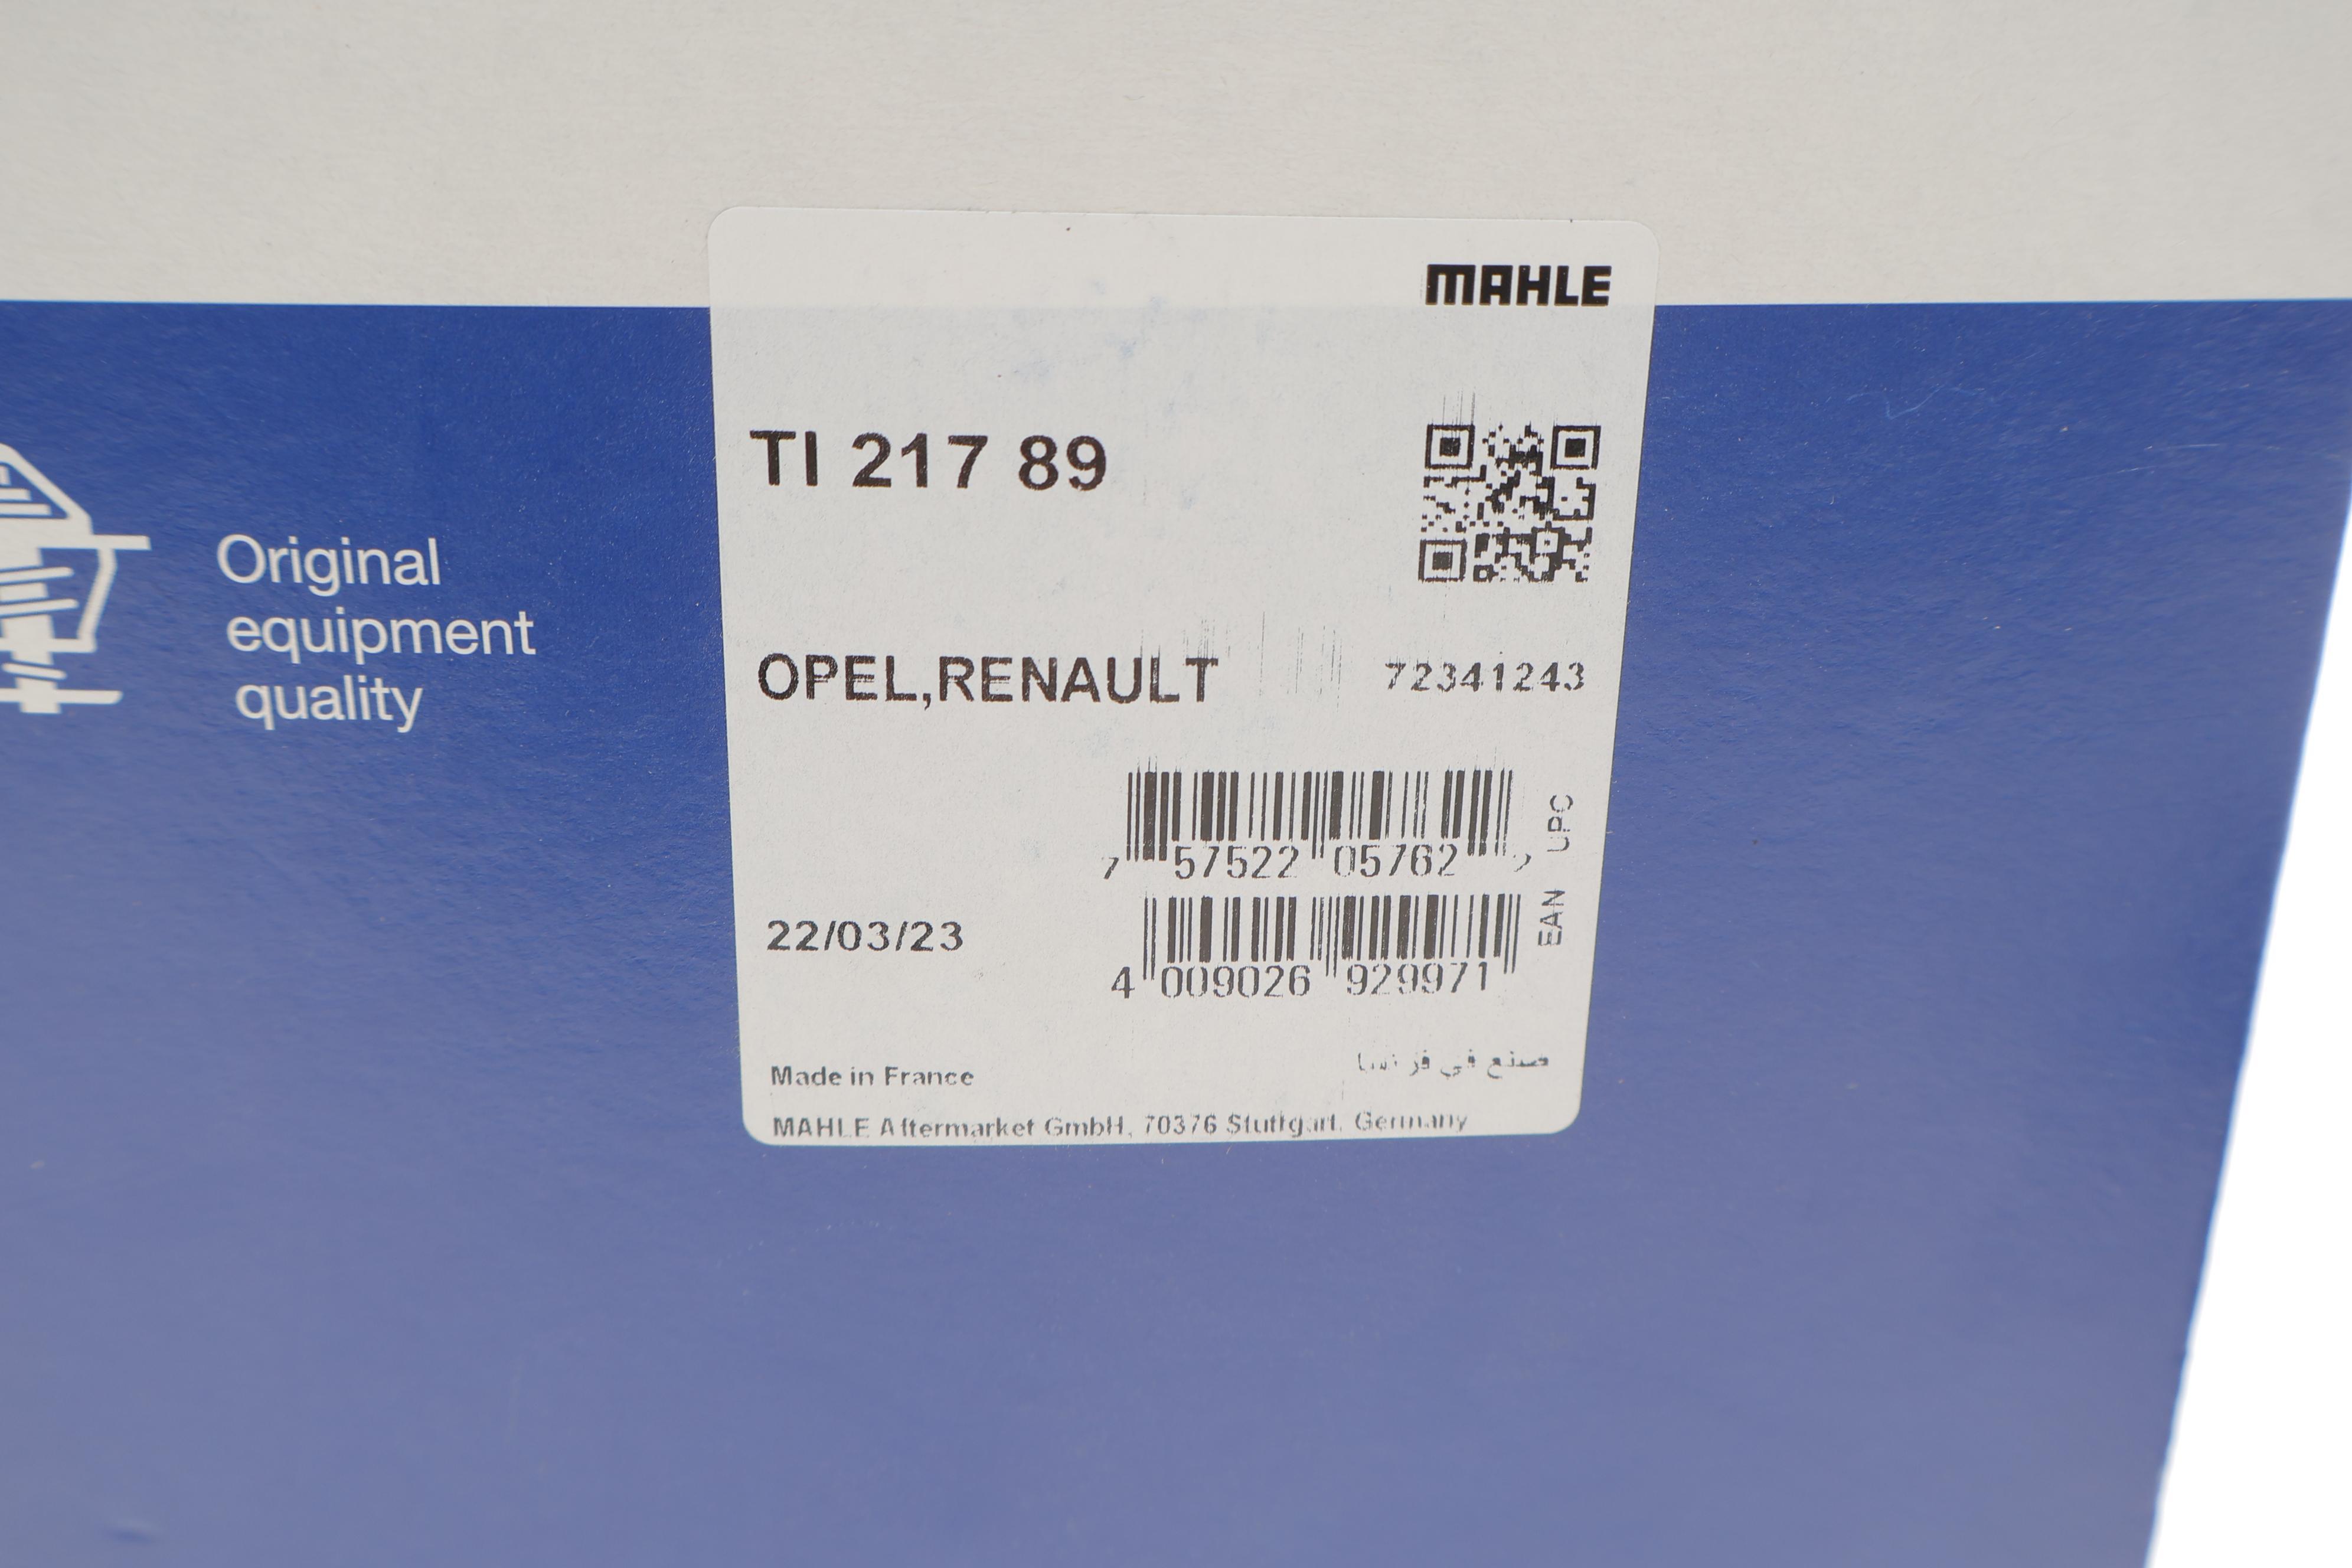 MAHLE
TI 217 89
Original
equipment
quality
OPEL,RENAULT
72341243
7 57522 05762 2
UPC
22/03/23
4 009026 929971
EAN
Made in France
صنع في فرنسا
MAHLE Aftermarket GmbH, 70376 Stuttgart, Germany